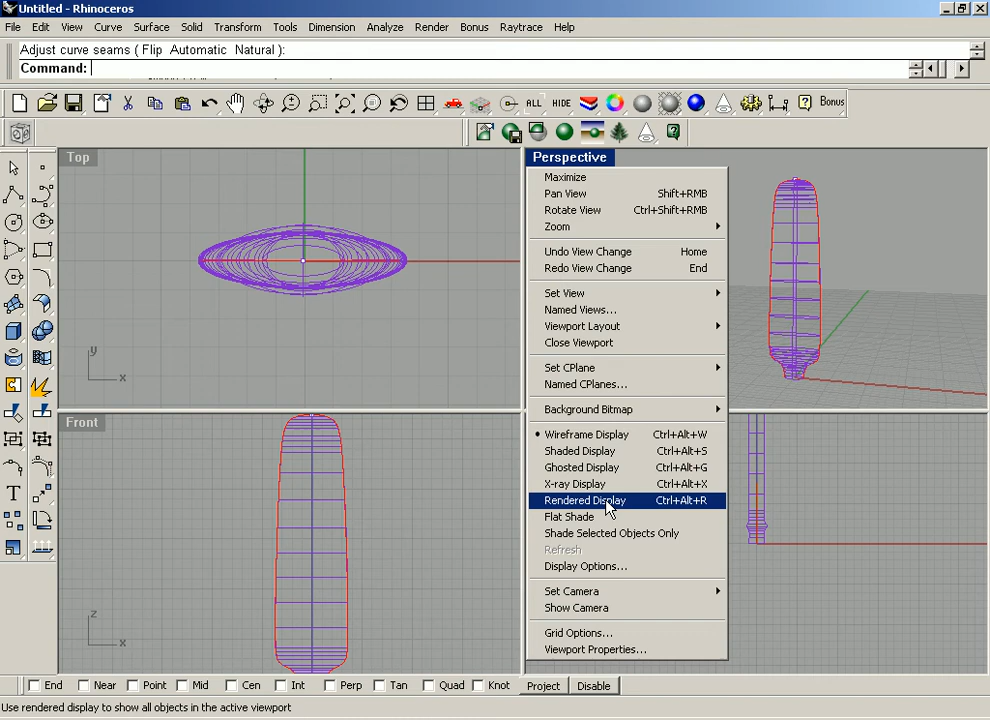 Untitled - Rhinoceros
File Edit View Curve Surface Solid Transform Tools Dimension Analyze Render Bonus Raytrace Help
Adjust curve seams ( Flip Automatic Natural ):
Command:
ALL HIDE Bonus
Top
Perspective
Maximize
Pan View Shift+RMB
Rotate View Ctrl+Shift+RMB
Zoom
Undo View Change Home
Redo View Change End
Set View
Named Views...
Viewport Layout
Close Viewport
Set CPlane
Named CPlanes...
Background Bitmap
Wireframe Display Ctrl+Alt+W
Shaded Display Ctrl+Alt+S
Ghosted Display Ctrl+Alt+G
X-ray Display Ctrl+Alt+X
Rendered Display Ctrl+Alt+R
Flat Shade
Shade Selected Objects Only
Refresh
Display Options...
Set Camera
Show Camera
Grid Options...
Viewport Properties...
y
x
Front
z
x
T
End Near Point Mid Cen Int Perp Tan Quad Knot Project Disable
Use rendered display to show all objects in the active viewport